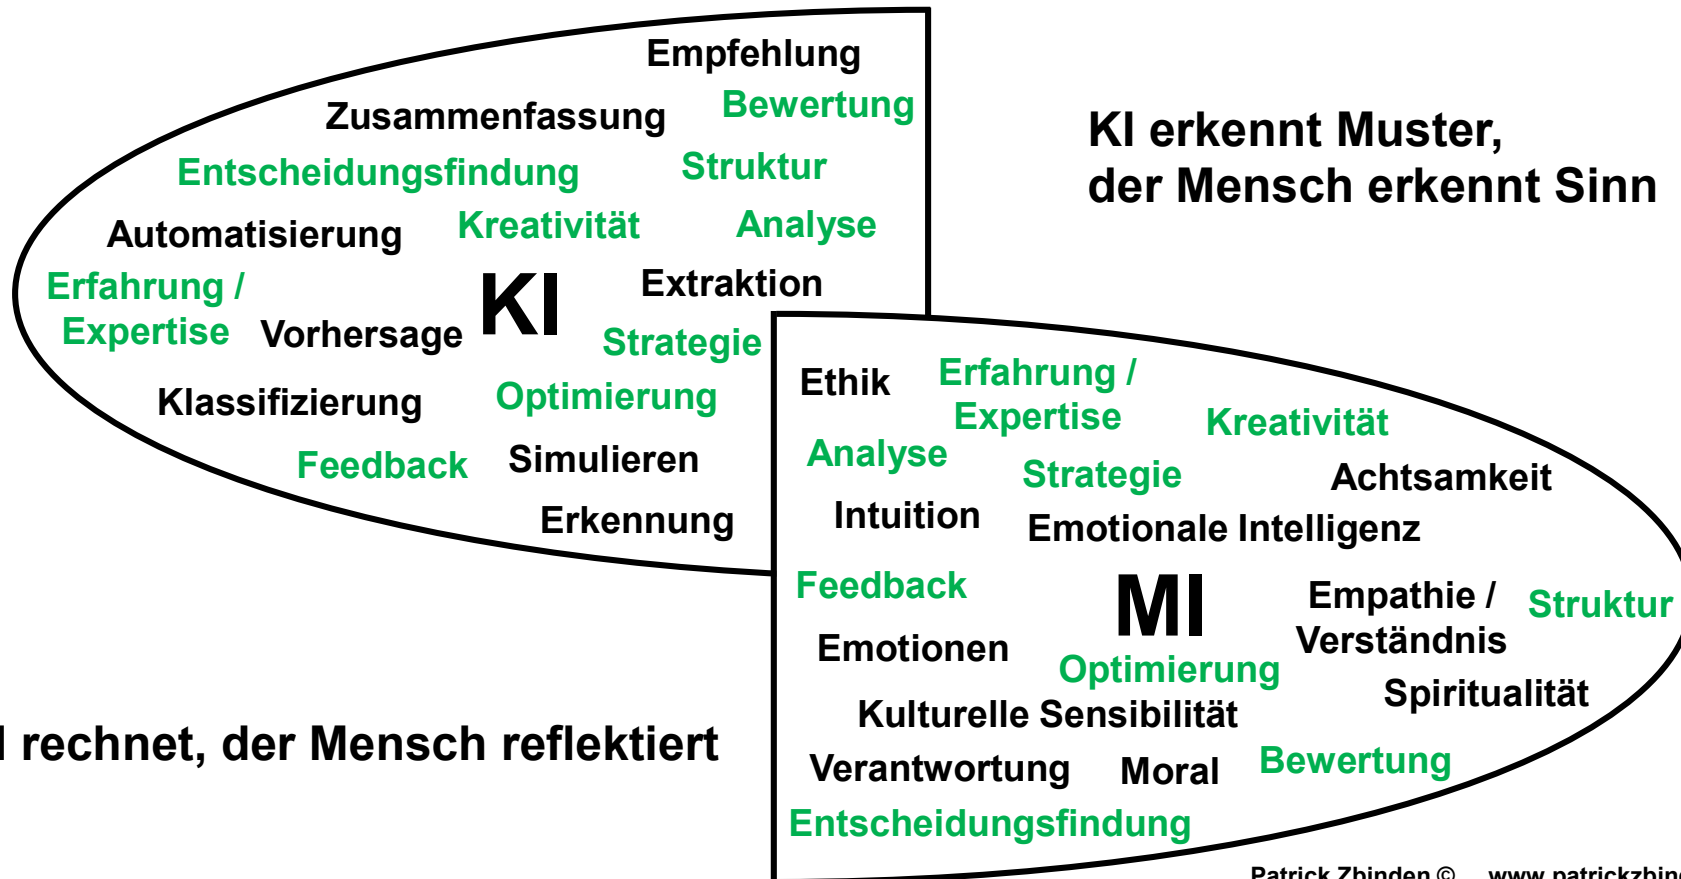 Empfehlung
Zusammenfassung
Bewertung
Entscheidungsfindung
Struktur
Automatisierung
Kreativität
Analyse
Erfahrung /
Expertise
Vorhersage
KI
Extraktion
Strategie
Klassifizierung
Optimierung
Feedback
Simulieren
Erkennung
KI erkennt Muster,
der Mensch erkennt Sinn
Ethik
Erfahrung /
Expertise
Kreativität
Analyse
Strategie
Achtsamkeit
Intuition
Emotionale Intelligenz
Feedback
MI
Empathie /
Verständnis
Struktur
Emotionen
Optimierung
Spiritualität
Kulturelle Sensibilität
Verantwortung
Moral
Bewertung
Entscheidungsfindung
rechnet, der Mensch reflektiert
Patrick Zbinden ©